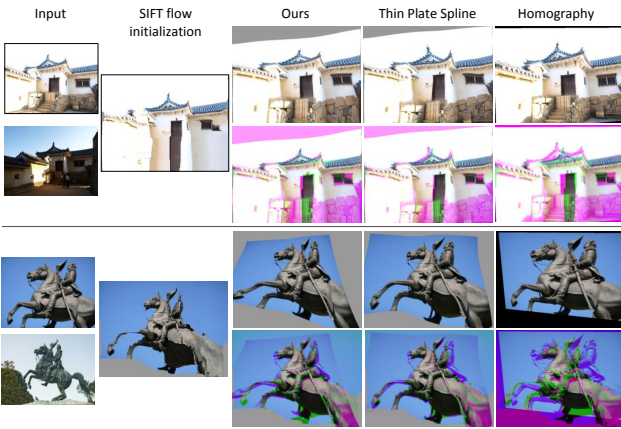 Input
SIFT flow
initialization
Ours
Thin Plate Spline
Homography